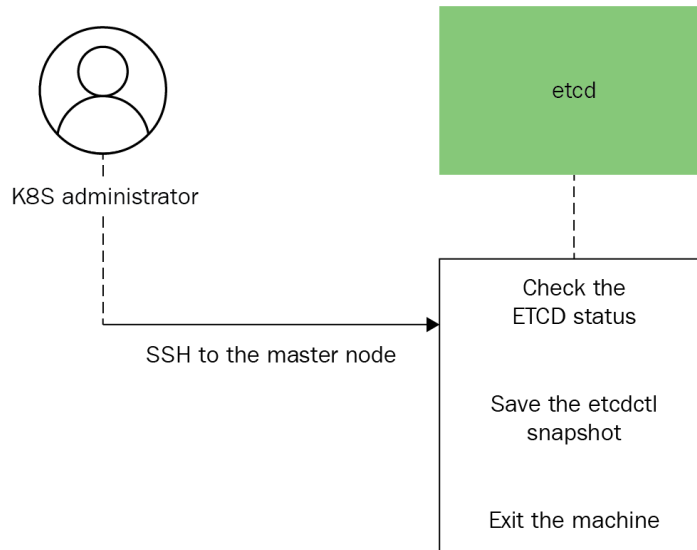 etcd
K8S administrator
Check the
ETCD status
SSH to the master node
Save the etcdctl
snapshot
Exit the machine